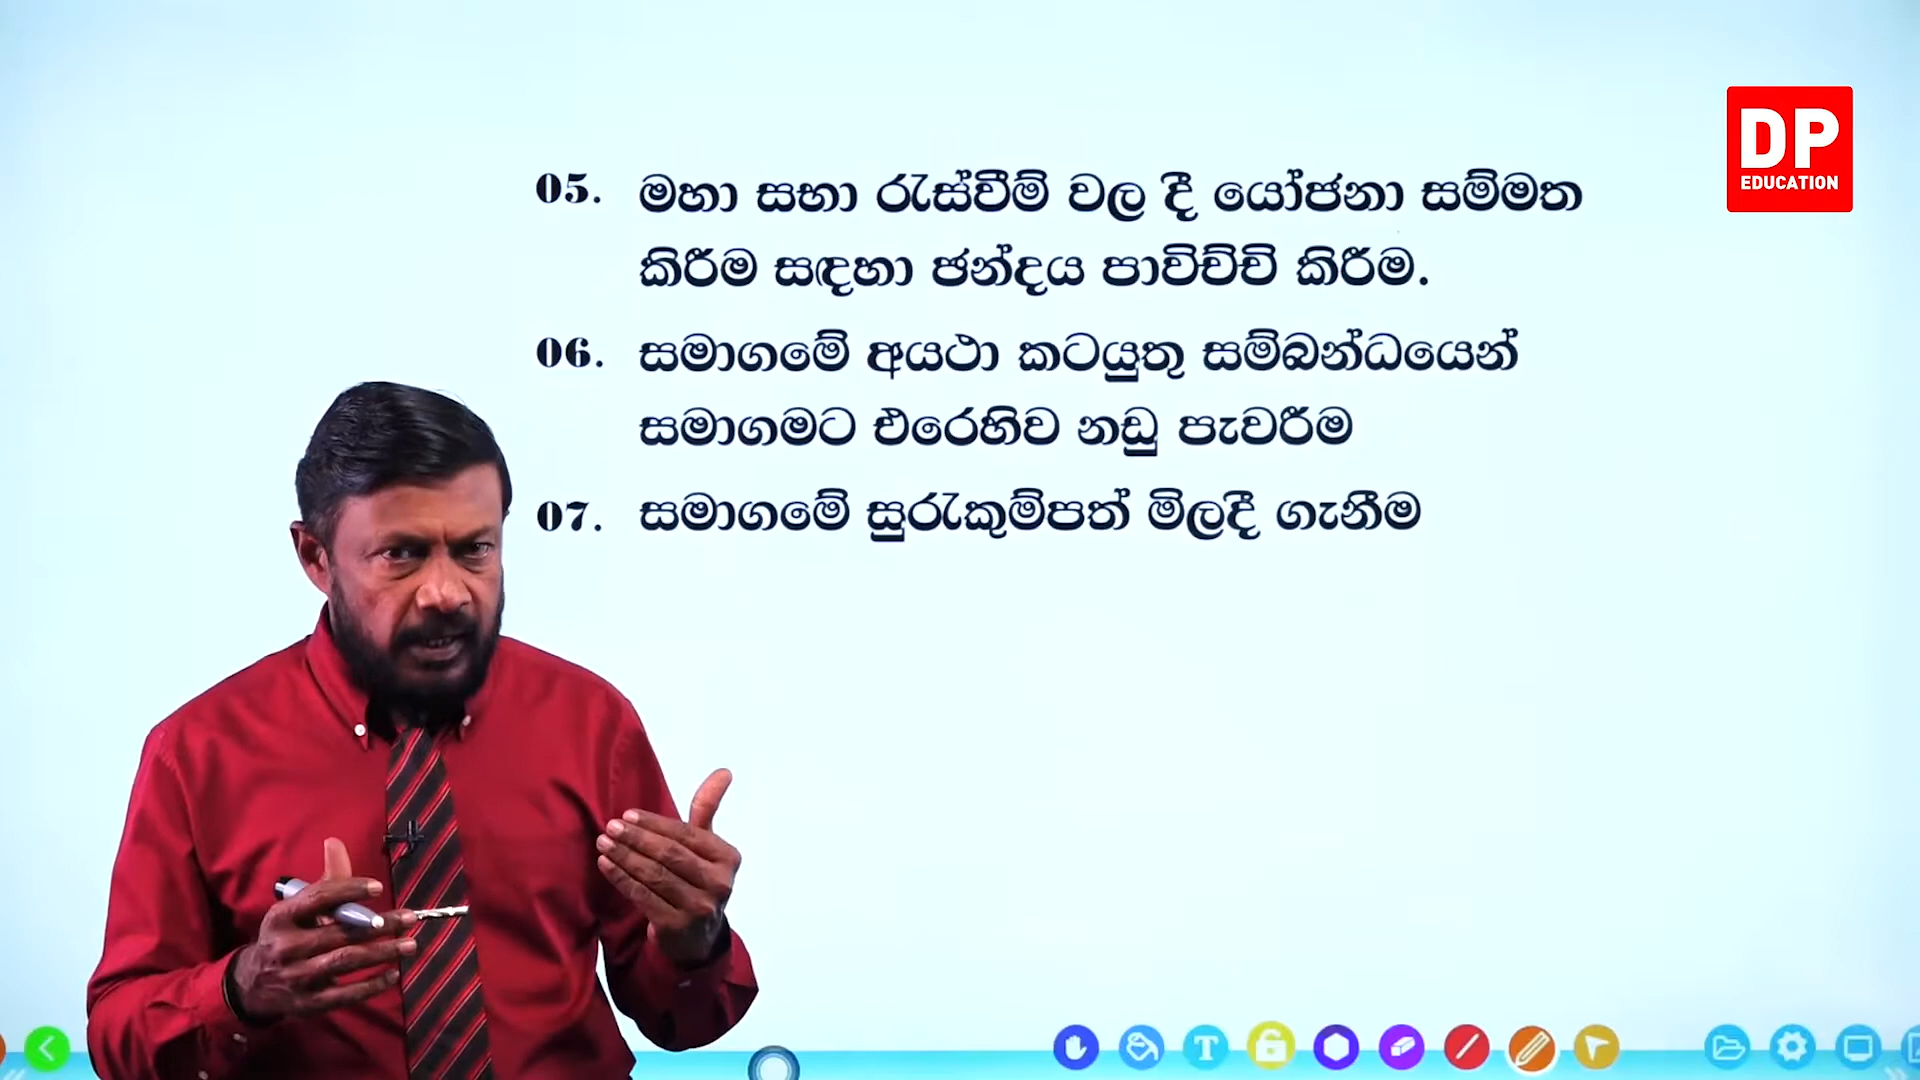 DP
EDUCATION
05. මහා සභා රැස්වීම් වල දී යෝජනා සම්මත
කිරීම සඳහා ඡන්දය පාවිච්චි කිරීම.
06. සමාගමේ අයථා කටයුතු සම්බන්ධයෙන්
සමාගමට එරෙහිව නඩු පැවරීම
07. සමාගමේ සුරැකුම්පත් මිලදී ගැනීම
T